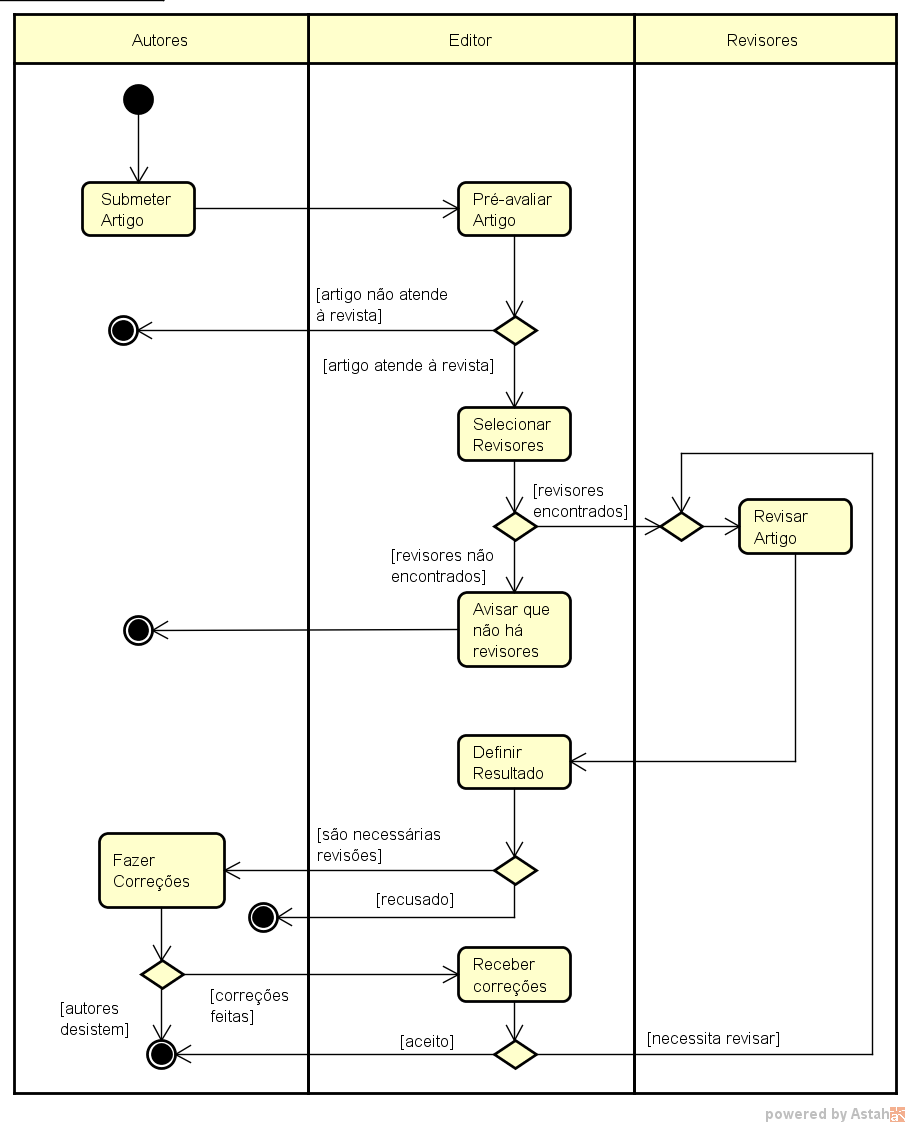 Autores
Editor
Revisores
Submeter
Artigo
Pré-avaliar
Artigo
[artigo não atende
à revista]
[artigo atende à revista]
Selecionar
Revisores
[revisores
encontrados]
Revisar
Artigo
[revisores não
encontrados]
Avisar que
não há
revisores
Definir
Resultado
[são necessárias
revisões]
Fazer
Correções
[recusado]
Receber
correções
[correções
feitas]
[autores
desistem]
[aceito]
[necessita revisar]
powered by Astah